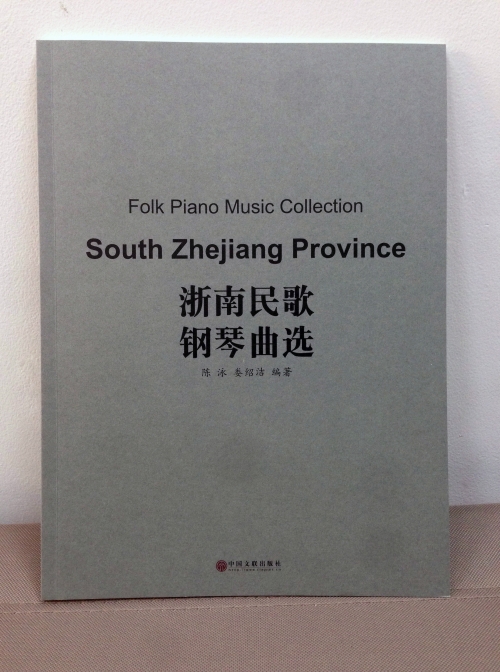 Folk Piano Music Collection
South Zhejiang Province
浙南民歌
钢琴曲选
陈 泳 娄绍洁 编著
中国文联出版社